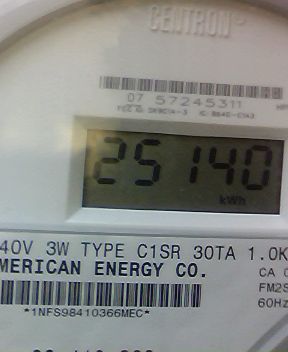 CENTRON®
07 57245311
25140
kWh
40V 3W TYPE C1SR 30TA 1.0K
MERICAN ENERGY CO.
CA
FM2S
60Hz
*1NFS98410366MEC*